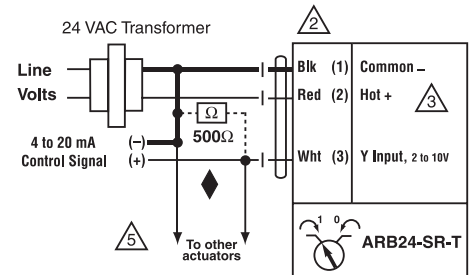 2
24 VAC Transformer
Line
Volts
Blk (1) Common –
Red (2) Hot +
3
Ω
500Ω
4 to 20 mA (–)
Control Signal (+)
Wht (3) Y Input, 2 to 10V
5
To other
actuators
1 0
ARB24-SR-T